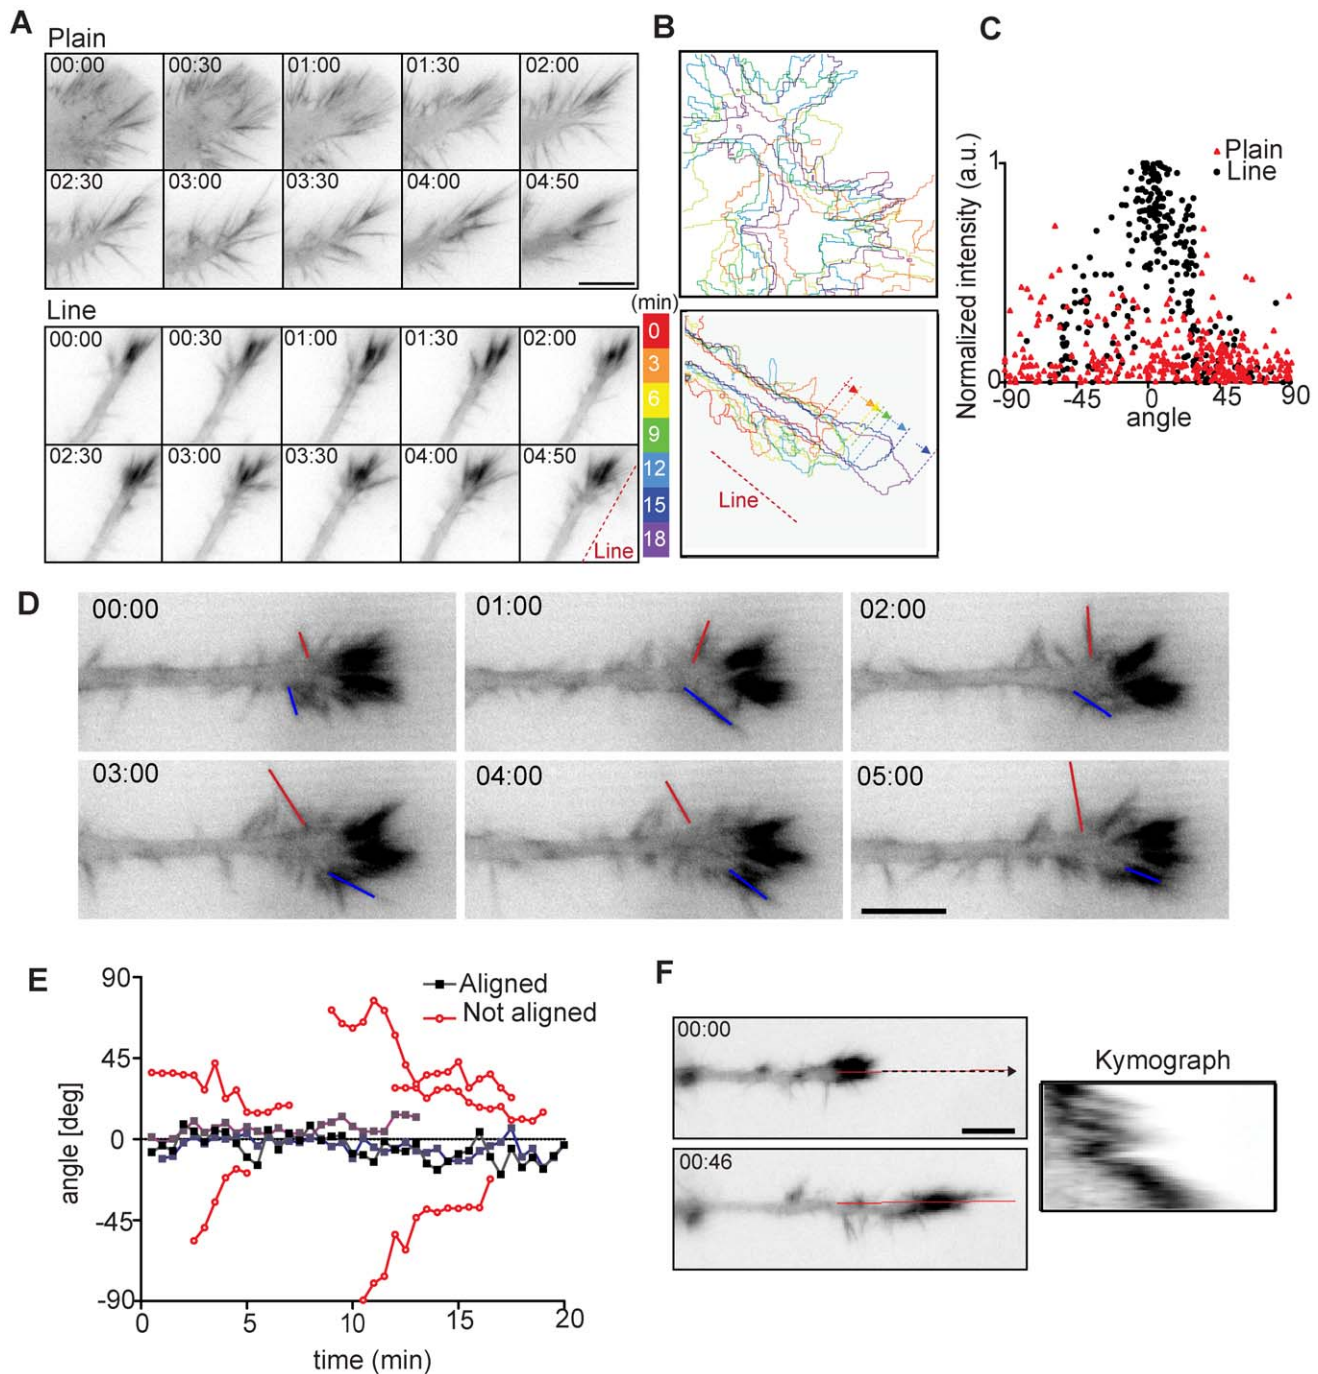 A
Plain
00:00 00:30 01:00 01:30 02:00
02:30 03:00 03:30 04:00 04:50
Line
00:00 00:30 01:00 01:30 02:00
02:30 03:00 03:30 04:00 04:50
Line
B
(min)
0
3
6
9
12
15
18
Line
C
Normalized intensity (a.u.)
Plain
Line
1
0
-90 -45 0 45 90
angle
D
00:00 01:00 02:00
03:00 04:00 05:00
E
angle [deg]
90
45
0
-45
-90
Aligned
Not aligned
0 5 10 15 20
time (min)
F
00:00
00:46
Kymograph